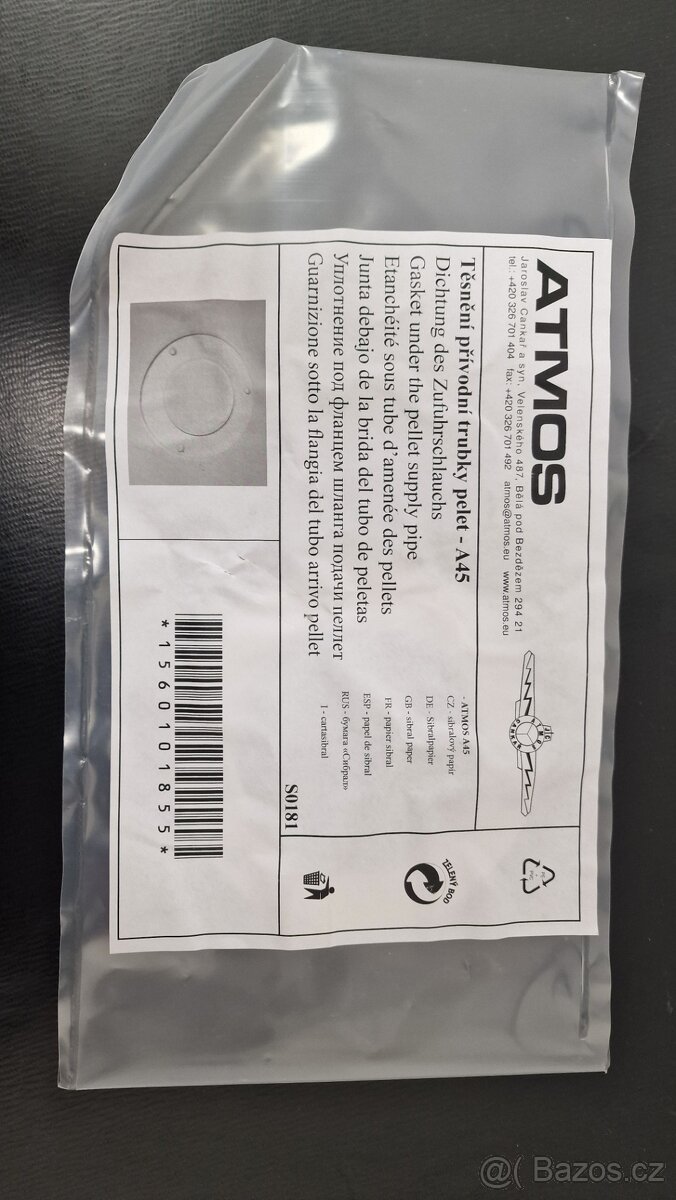 ATMOS
Jaroslav Cankař a syn, Velenského 487, Bělá pod Bezdězem 294 21
tel.: +420 326 701 404 fax: +420 326 701 492 atmos@atmos.eu www.atmos.eu
Těsnění přívodní trubky pelet - A45
Dichtung des Zufuhrschlauchs
Gasket under the pellet supply pipe
Etanchéité sous tube d'amenée des pellets
Junta debajo de la brida del tubo de peletas
Уплотнение под фланцем шланга подачи пеллет
Guarnizione sotto la flangia del tubo arrivo pellet
- ATMOS A45
CZ - sibralový papír
DE - Sibralpapier
GB - sibral paper
FR - papier sibral
ESP - papel de sibral
RUS - бумага «Сибрал»
I - cartasibral
S0181
ZELENÝ BOD
*1560101855*
@( Bazos.cz